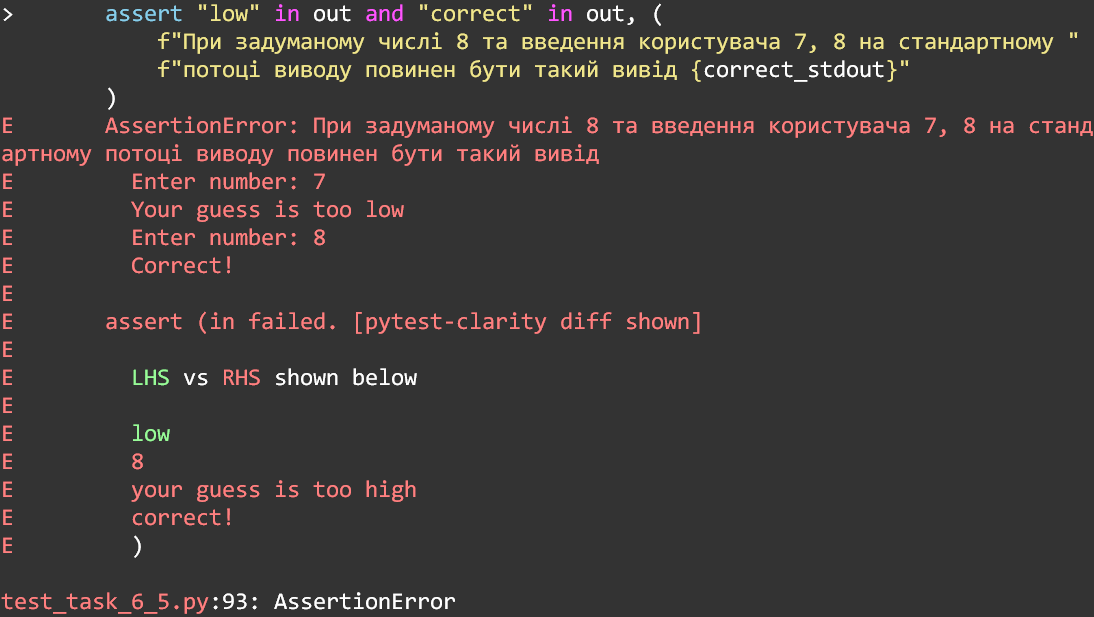 >       assert "low" in out and "correct" in out, (
            f"При задуманому числі 8 та введення користувача 7, 8 на стандартному "
            f"потоці виводу повинен бути такий вивід {correct_stdout}"
        )
E       AssertionError: При задуманому числі 8 та введення користувача 7, 8 на станд
артному потоці виводу повинен бути такий вивід
E         Enter number: 7
E         Your guess is too low
E         Enter number: 8
E         Correct!
E
E       assert (in failed. [pytest-clarity diff shown]
E
E         LHS vs RHS shown below
E
E         low
E         8
E         your guess is too high
E         correct!
E         )
test_task_6_5.py:93: AssertionError